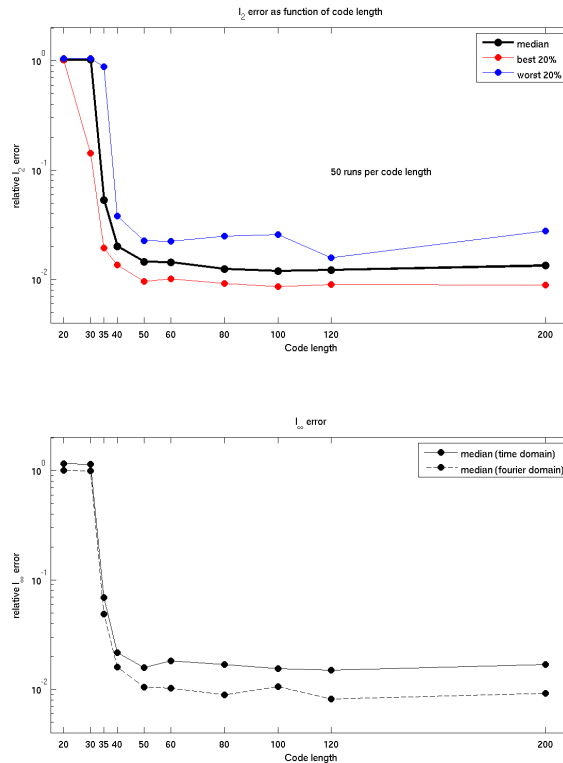 l2 error as function of code length
median
best 20%
worst 20%
50 runs per code length
relative l2 error
10^0
10^-1
10^-2
20 30 35 40 50 60 80 100 120 200
Code length
l∞ error
median (time domain)
median (fourier domain)
relative l∞ error
10^0
10^-1
10^-2
20 30 35 40 50 60 80 100 120 200
Code length